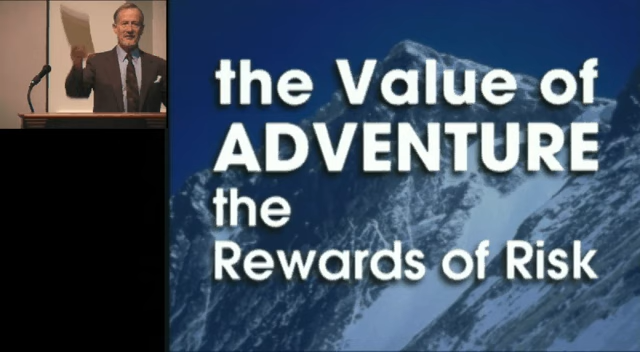 the Value of
ADVENTURE
the
Rewards of Risk